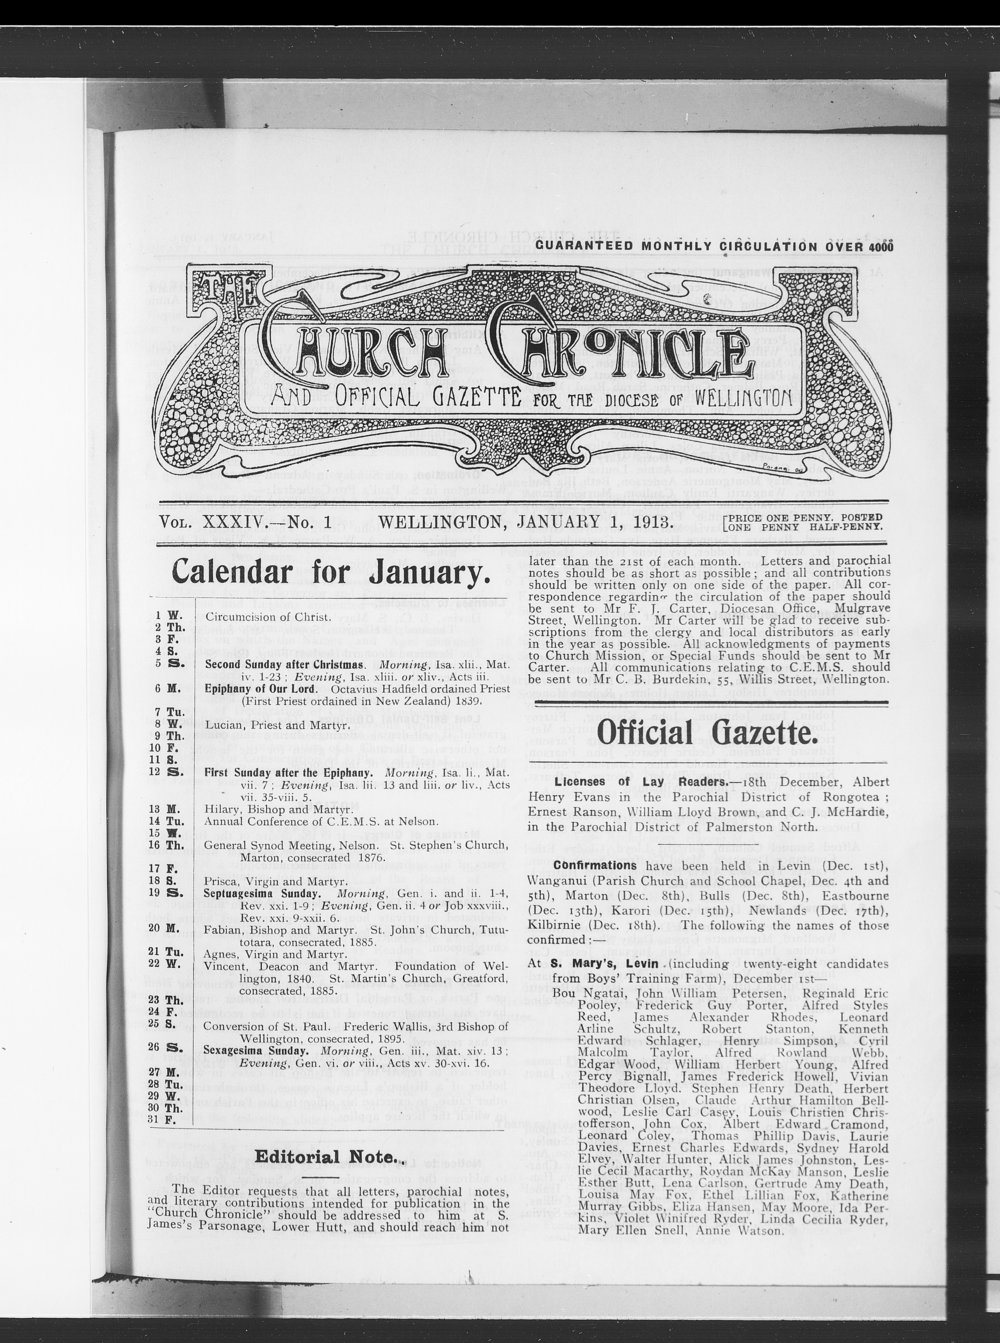 GUARANTEED MONTHLY CIRCULATION OVER 4000
THE
CHURCH CHRONICLE
AND OFFICIAL GAZETTE FOR THE DIOCESE OF WELLINGTON
VOL. XXXIV.—No. 1 WELLINGTON, JANUARY 1, 1913. [PRICE ONE PENNY. POSTED
[ONE PENNY HALF-PENNY.
Calendar for January.
1 W. Circumcision of Christ.
2 Th.
3 F.
4 S.
5 S. Second Sunday after Christmas. Morning, Isa. xlii., Mat.
iv. 1-23 ; Evening, Isa. xliii. or xliv., Acts iii.
6 M. Epiphany of Our Lord. Octavius Hadfield ordained Priest
(First Priest ordained in New Zealand) 1839.
7 Tu.
8 W. Lucian, Priest and Martyr.
9 Th.
10 F.
11 S.
12 S. First Sunday after the Epiphany. Morning, Isa. li., Mat.
vii. 7 ; Evening, Isa. lii. 13 and liii. or liv., Acts
vii. 35-viii. 5.
13 M. Hilary, Bishop and Martyr.
14 Tu. Annual Conference of C.E.M.S. at Nelson.
15 W.
16 Th. General Synod Meeting, Nelson. St. Stephen's Church,
Marton, consecrated 1876.
17 F.
18 S. Prisca, Virgin and Martyr.
19 S. Septuagesima Sunday. Morning, Gen. i. and ii. 1-4,
Rev. xxi. 1-9 ; Evening, Gen. ii. 4 or Job xxxviii.,
Rev. xxi. 9-xxii. 6.
20 M. Fabian, Bishop and Martyr. St. John's Church, Tutu-
totara, consecrated, 1885.
21 Tu. Agnes, Virgin and Martyr.
22 W. Vincent, Deacon and Martyr. Foundation of Wel-
lington, 1840. St. Martin's Church, Greatford,
consecrated, 1885.
23 Th.
24 F.
25 S. Conversion of St. Paul. Frederic Wallis, 3rd Bishop of
Wellington, consecrated, 1895.
26 S. Sexagesima Sunday. Morning, Gen. iii., Mat. xiv. 13 ;
Evening, Gen. vi. or viii., Acts xv. 30-xvi. 16.
27 M.
28 Tu.
29 W.
30 Th.
31 F.
Editorial Note.
The Editor requests that all letters, parochial notes,
and literary contributions intended for publication in the
"Church Chronicle" should be addressed to him at S.
James's Parsonage, Lower Hutt, and should reach him not
later than the 21st of each month. Letters and parochial
notes should be as short as possible ; and all contributions
should be written only on one side of the paper. All cor-
respondence regarding the circulation of the paper should
be sent to Mr F. J. Carter, Diocesan Office, Mulgrave
Street, Wellington. Mr Carter will be glad to receive sub-
scriptions from the clergy and local distributors as early
in the year as possible. All acknowledgments of payments
to Church Mission, or Special Funds should be sent to Mr
Carter. All communications relating to C.E.M.S. should
be sent to Mr C. B. Burdekin, 55, Willis Street, Wellington.
Official Gazette.
Licenses of Lay Readers.—18th December, Albert
Henry Evans in the Parochial District of Rongotea ;
Ernest Ranson, William Lloyd Brown, and C. J. McHardie,
in the Parochial District of Palmerston North.
Confirmations have been held in Levin (Dec. 1st),
Wanganui (Parish Church and School Chapel, Dec. 4th and
5th), Marton (Dec. 8th), Bulls (Dec. 8th), Eastbourne
(Dec. 13th), Karori (Dec. 15th), Newlands (Dec. 17th),
Kilbirnie (Dec. 18th). The following the names of those
confirmed :—
At S. Mary's, Levin (including twenty-eight candidates
from Boys' Training Farm), December 1st—
Bou Ngatai, John William Petersen, Reginald Eric
Pooley, Frederick Guy Porter, Alfred Styles
Reed, James Alexander Rhodes, Leonard
Arline Schultz, Robert Stanton, Kenneth
Edward Schlager, Henry Simpson, Cyril
Malcolm Taylor, Alfred Rowland Webb,
Edgar Wood, William Herbert Young, Alfred
Percy Bignall, James Frederick Howell, Vivian
Theodore Lloyd, Stephen Henry Death, Herbert
Christian Olsen, Claude Arthur Hamilton Bell-
wood, Leslie Carl Casey, Louis Christien Chris-
tofferson, John Cox, Albert Edward Cramond,
Leonard Coley, Thomas Phillip Davis, Laurie
Davies, Ernest Charles Edwards, Sydney Harold
Elvey, Walter Hunter, Alick James Johnston, Les-
lie Cecil Macarthy, Roydan McKay Manson, Leslie
Esther Butt, Lena Carlson, Gertrude Amy Death,
Louisa May Fox, Ethel Lillian Fox, Katherine
Murray Gibbs, Eliza Hansen, May Moore, Ida Per-
kins, Violet Winifred Ryder, Linda Cecilia Ryder,
Mary Ellen Snell, Annie Watson.